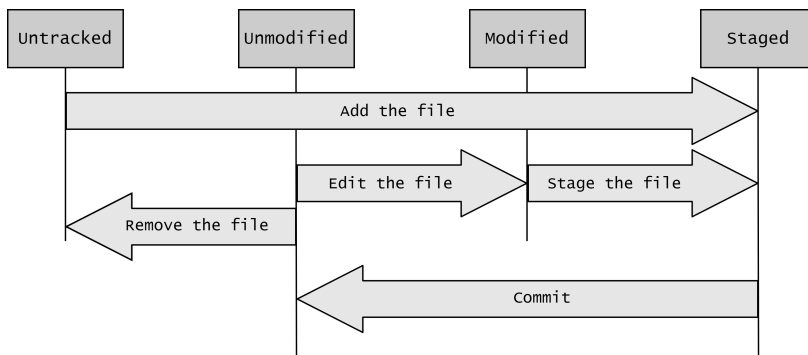 Untracked
Unmodified
Modified
Staged
Add the file
Edit the file
Stage the file
Remove the file
Commit